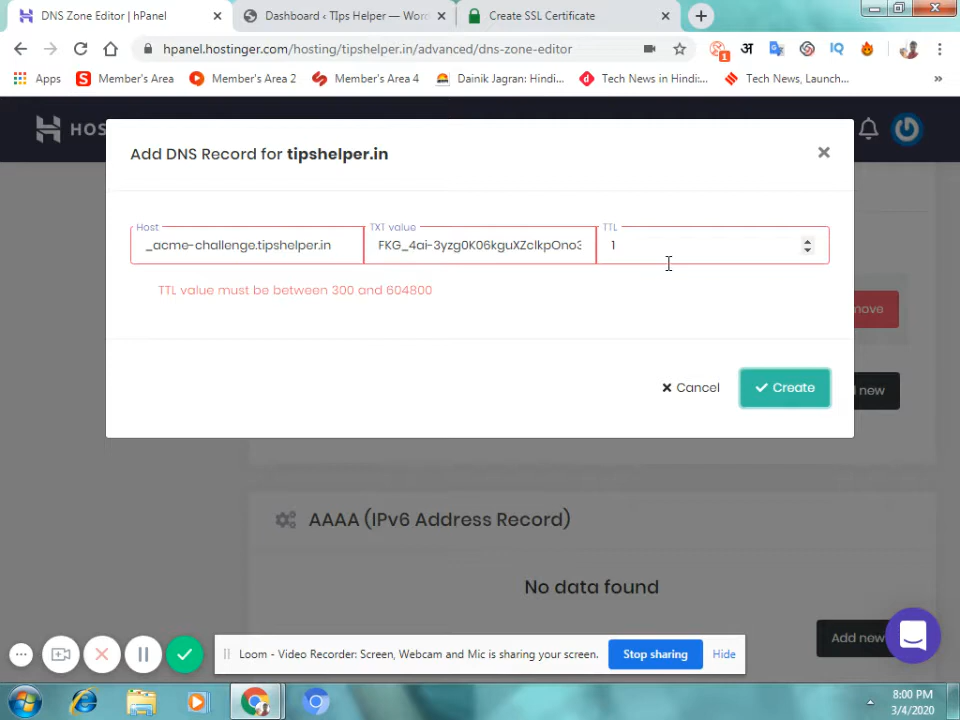 DNS Zone Editor | hPanel
Dashboard ‹ TIps Helper — Word
Create SSL Certificate
hpanel.hostinger.com/hosting/tipshelper.in/advanced/dns-zone-editor
1
अ
IQ
Apps
Member's Area
Member's Area 2
Member's Area 4
Dainik Jagran: Hindi...
Tech News in Hindi:...
Tech News, Launch...
»
HOS
Add DNS Record for tipshelper.in
Host
TXT value
TTL
_acme-challenge.tipshelper.in
FKG_4ai-3yzg0K06kguXZclkpOno3
1
TTL value must be between 300 and 604800
move
Cancel
Create
new
AAAA (IPv6 Address Record)
No data found
Add new
Loom - Video Recorder: Screen, Webcam and Mic is sharing your screen.
Stop sharing
Hide
8:00 PM
3/4/2020